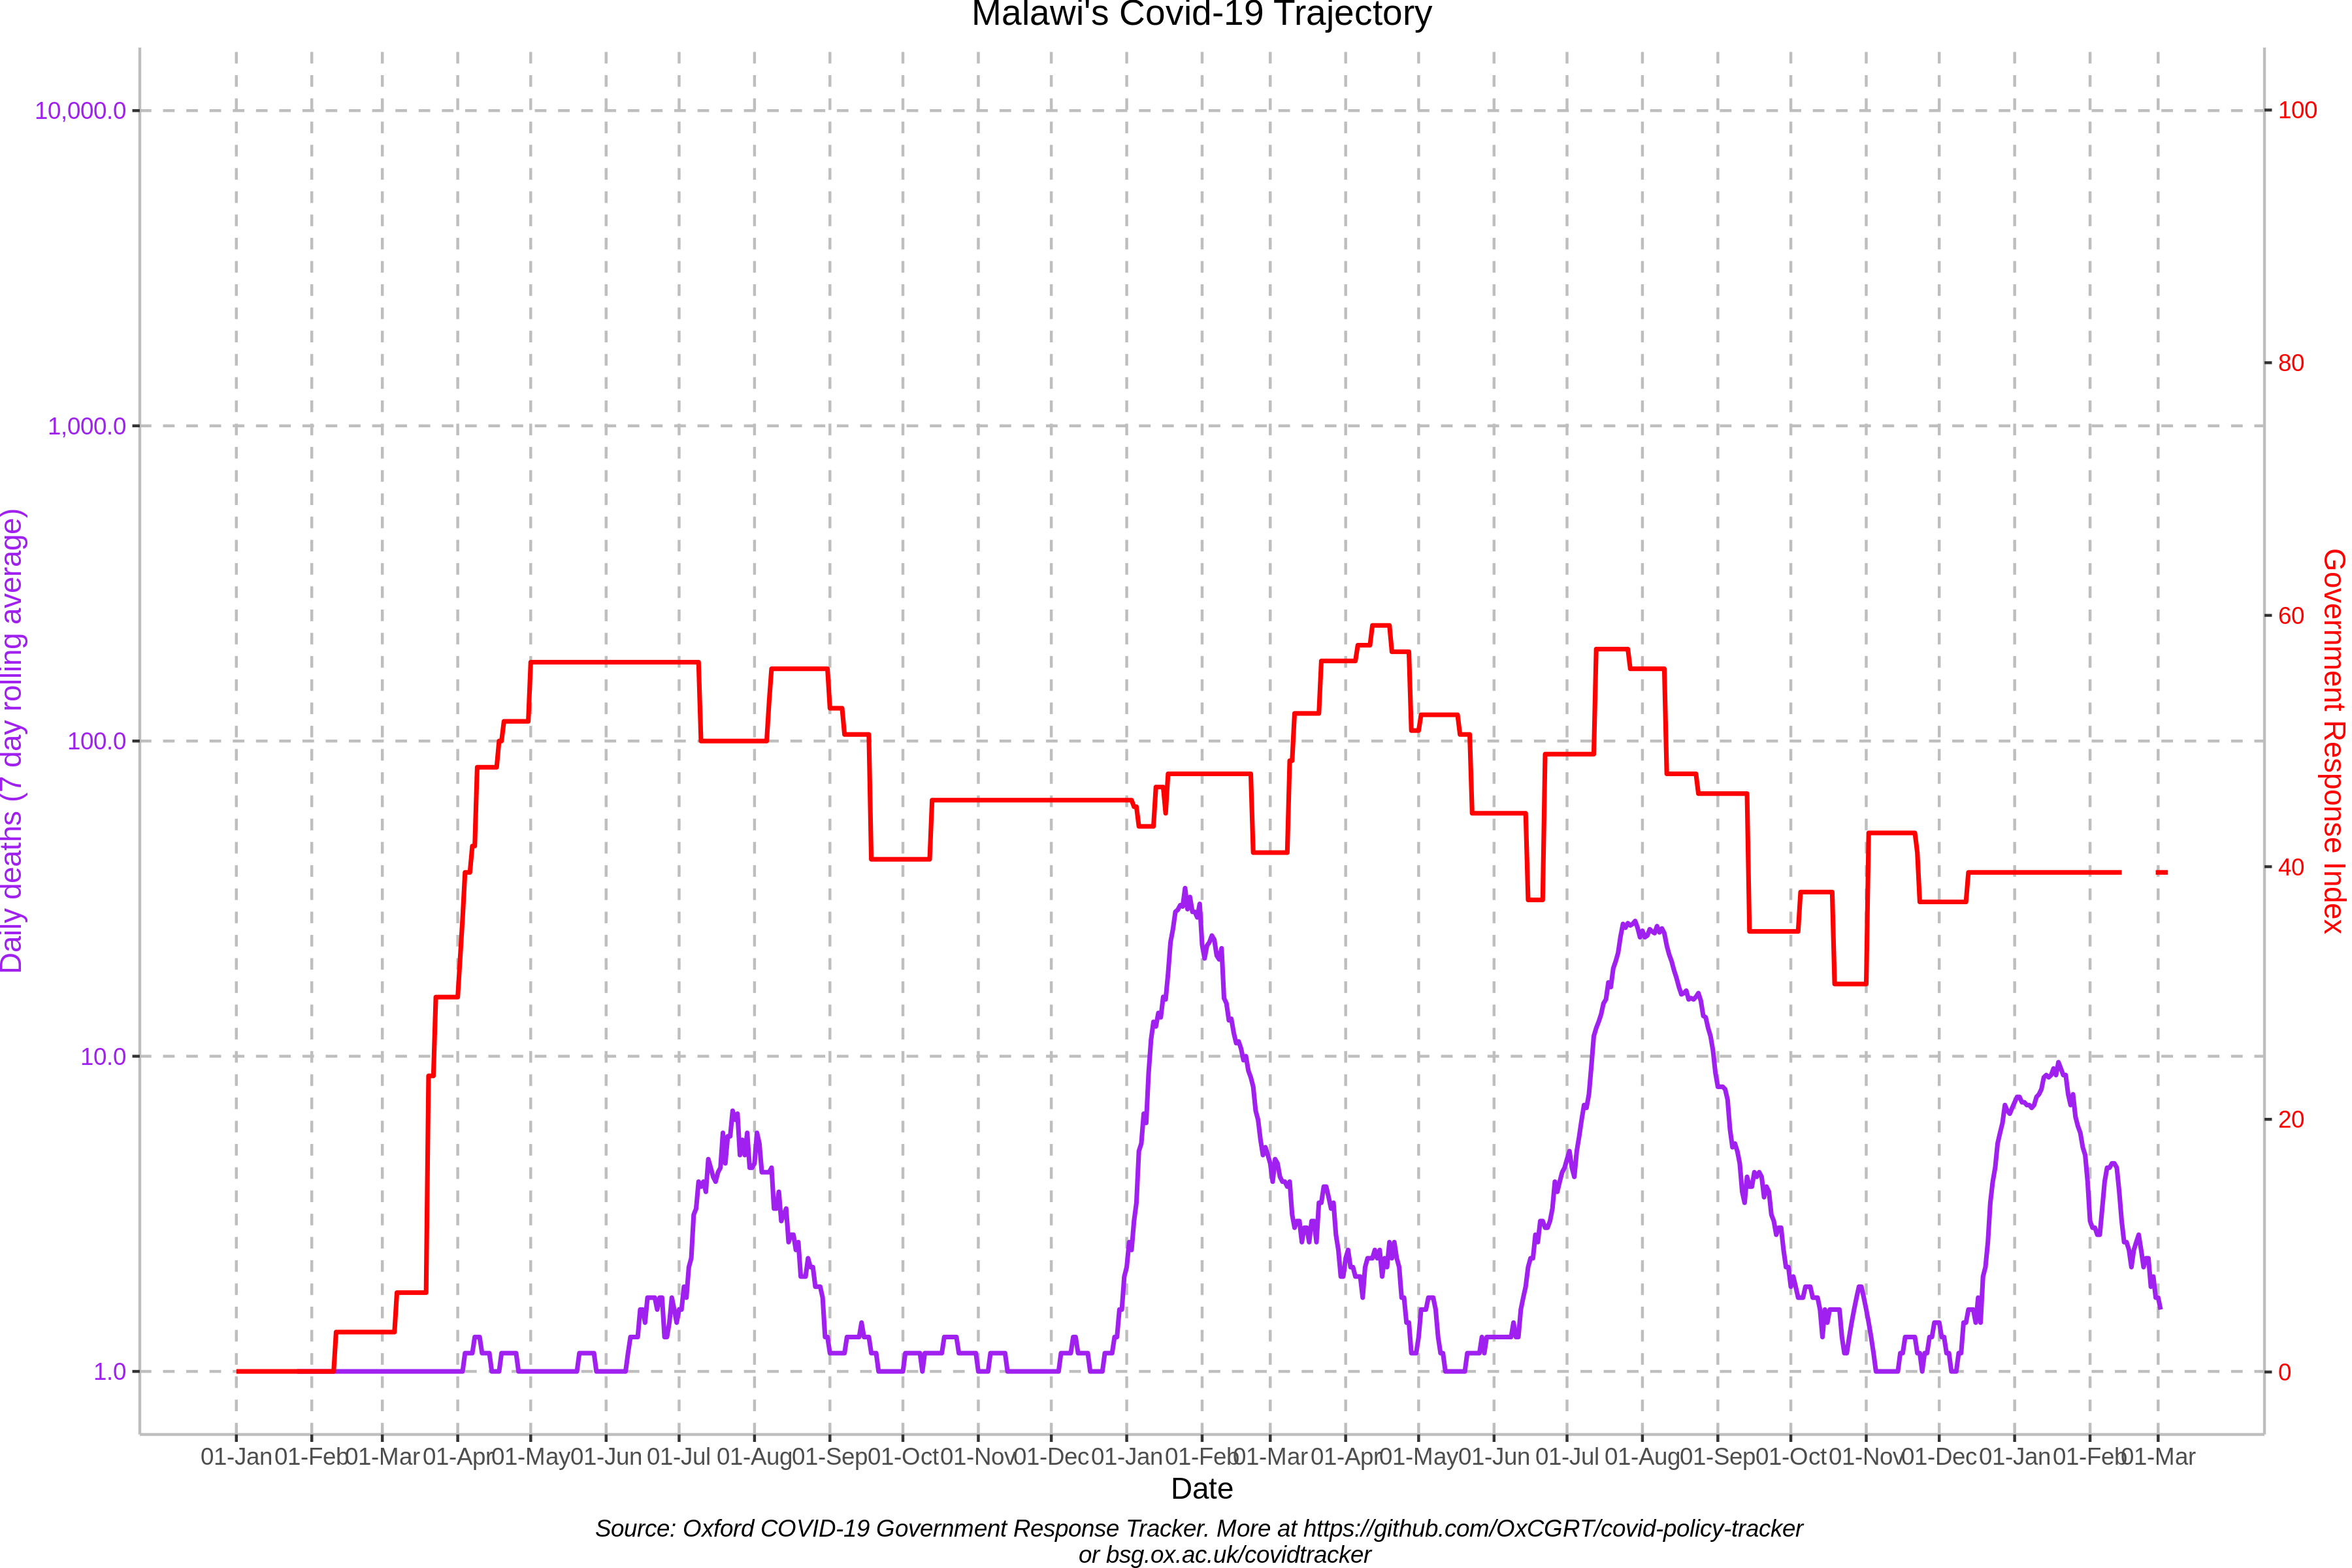 Malawi's Covid-19 Trajectory
10,000.0
1,000.0
100.0
10.0
1.0
Daily deaths (7 day rolling average)
100
80
60
40
20
0
Government Response Index
01-Jan 01-Feb 01-Mar 01-Apr 01-May 01-Jun 01-Jul 01-Aug 01-Sep 01-Oct 01-Nov 01-Dec 01-Jan 01-Feb 01-Mar 01-Apr 01-May 01-Jun 01-Jul 01-Aug 01-Sep 01-Oct 01-Nov 01-Dec 01-Jan 01-Feb 01-Mar
Date
Source: Oxford COVID-19 Government Response Tracker. More at https://github.com/OxCGRT/covid-policy-tracker
or bsg.ox.ac.uk/covidtracker